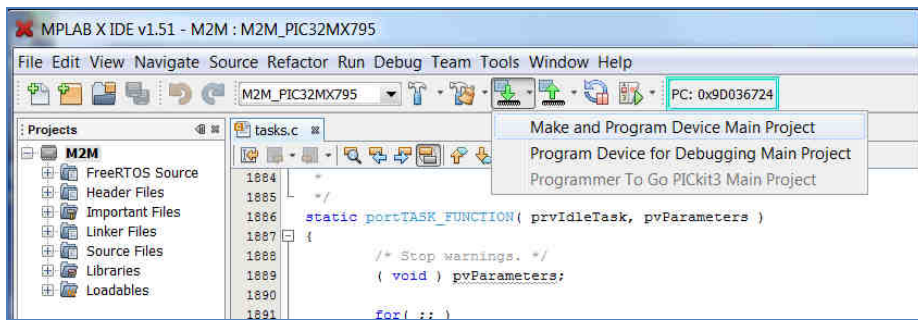 MPLAB X IDE v1.51 - M2M : M2M_PIC32MX795
File Edit View Navigate Source Refactor Run Debug Team Tools Window Help
M2M_PIC32MX795
PC: 0x9D036724
Make and Program Device Main Project
Program Device for Debugging Main Project
Programmer To Go PICkit3 Main Project
Projects
M2M
FreeRTOS Source
Header Files
Important Files
Linker Files
Source Files
Libraries
Loadables
tasks.c
1884 *
1885 */
1886 static portTASK_FUNCTION( prvIdleTask, pvParameters )
1887 {
1888 /* Stop warnings. */
1889 ( void ) pvParameters;
1890
1891 for( ;; )